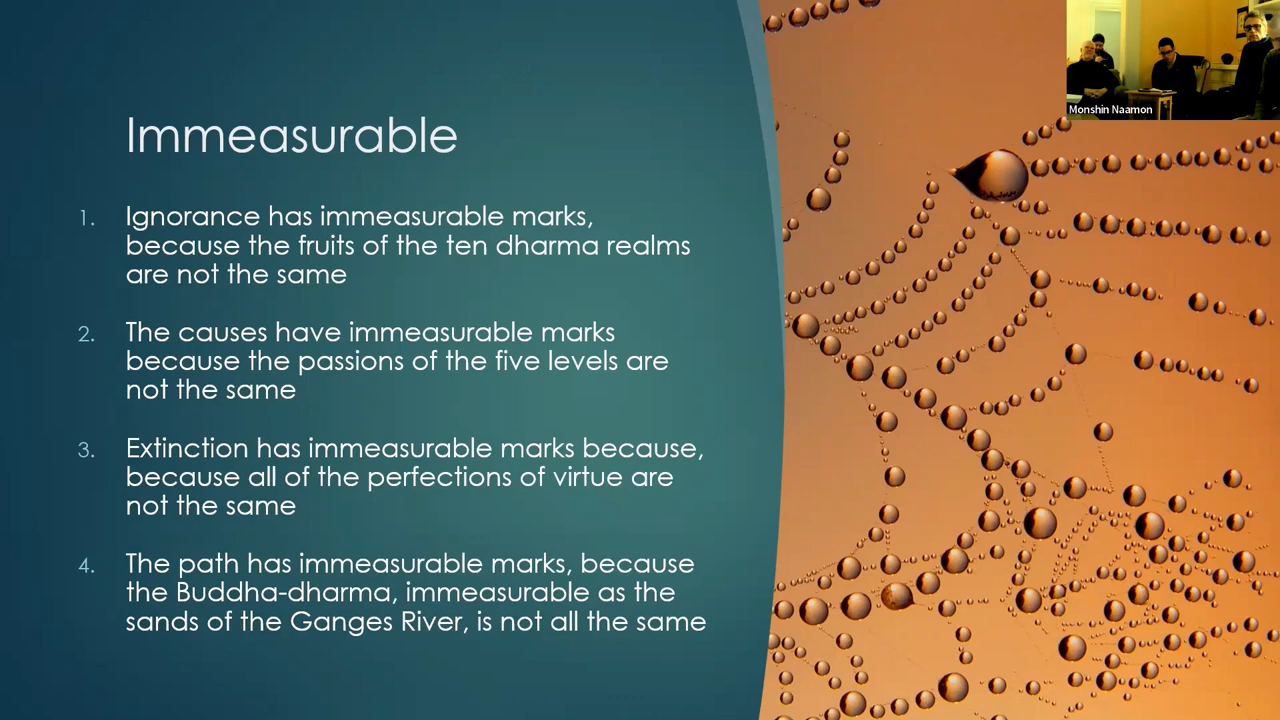 Monshin Naamon
Immeasurable
1. Ignorance has immeasurable marks,
because the fruits of the ten dharma realms
are not the same
2. The causes have immeasurable marks
because the passions of the five levels are
not the same
3. Extinction has immeasurable marks because,
because all of the perfections of virtue are
not the same
4. The path has immeasurable marks, because
the Buddha-dharma, immeasurable as the
sands of the Ganges River, is not all the same